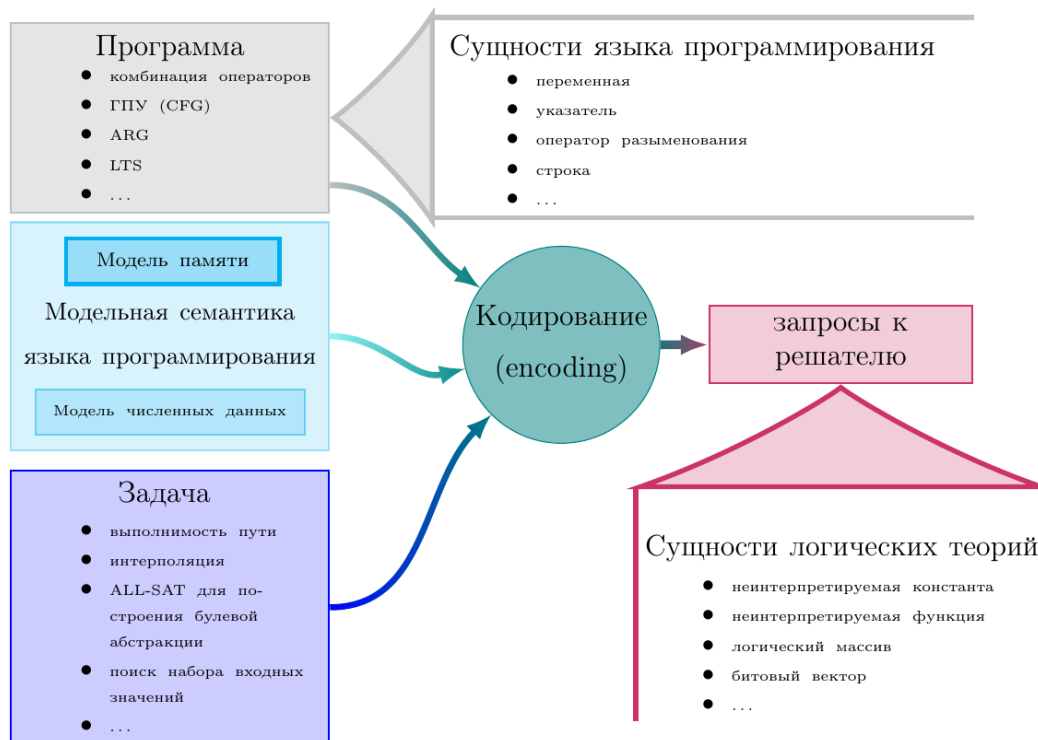 Программа
● комбинация операторов
● ГПУ (CFG)
● ARG
● LTS
● ...
Сущности языка программирования
● переменная
● указатель
● оператор разыменования
● строка
● ...
Модель памяти
Модельная семантика
языка программирования
Модель численных данных
Кодирование
(encoding)
запросы к
решателю
Задача
● выполнимость пути
● интерполяция
● ALL-SAT для по-
строения булевой
абстракции
● поиск набора входных
значений
● ...
Сущности логических теорий
● неинтерпретируемая константа
● неинтерпретируемая функция
● логический массив
● битовый вектор
● ...